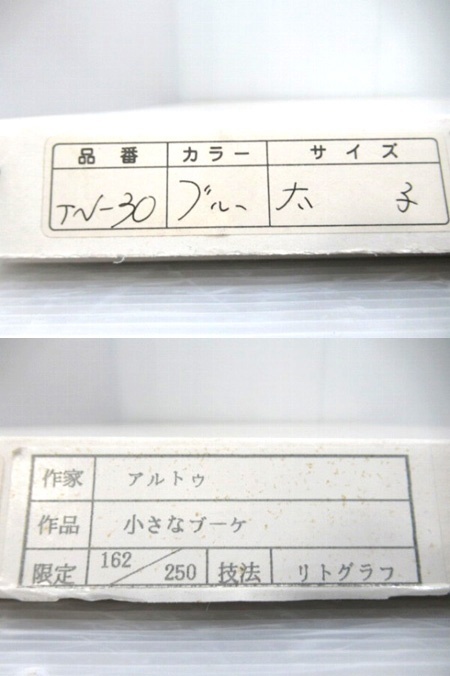 品番 カラー サイズ
TN-30 ブルー 太子
作家 アルトゥ
作品 小さなブーケ
限定 162/250 技法 リトグラフ